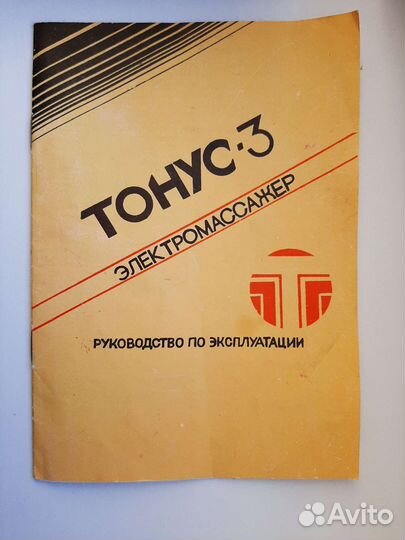 ТОНУС-3
ЭЛЕКТРОМАССАЖЕР
РУКОВОДСТВО ПО ЭКСПЛУАТАЦИИ
Avito